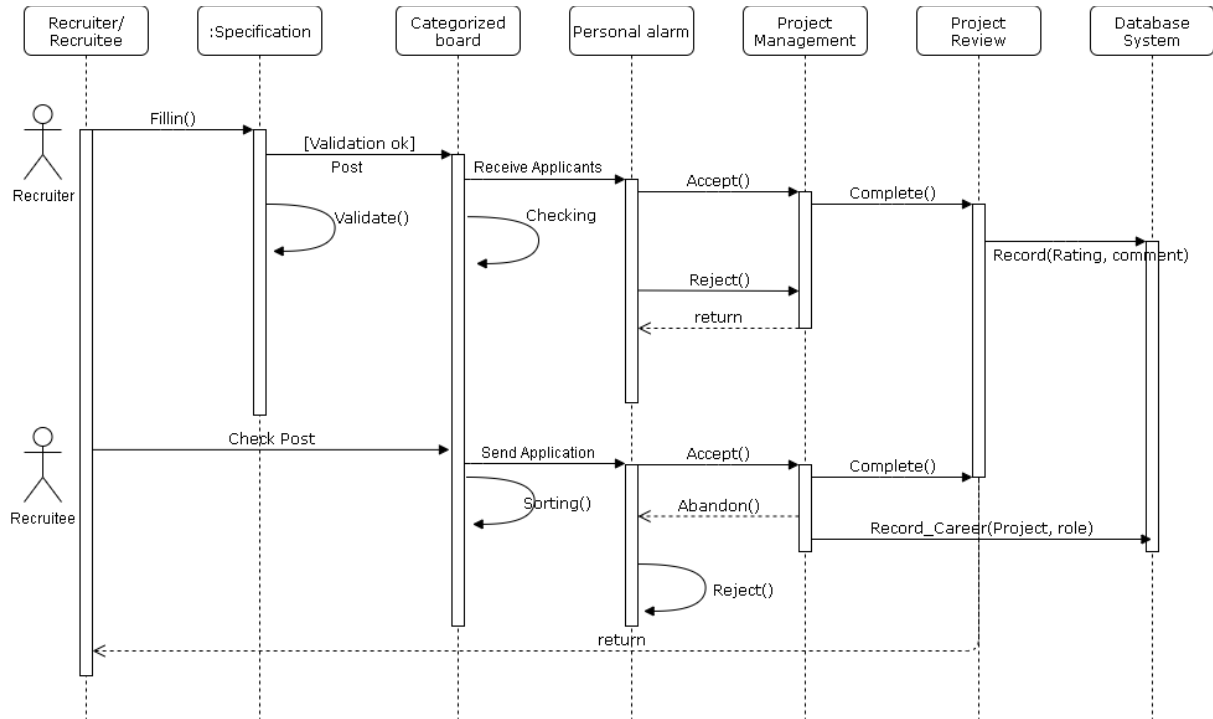 Recruiter/
Recruitee
:Specification
Categorized
board
Personal alarm
Project
Management
Project
Review
Database
System
Fillin()
[Validation ok]
Post
Receive Applicants
Accept()
Complete()
Recruiter
Validate()
Checking
Record(Rating, comment)
Reject()
return
Check Post
Send Application
Accept()
Complete()
Recruitee
Sorting()
Abandon()
Record_Career(Project, role)
Reject()
return